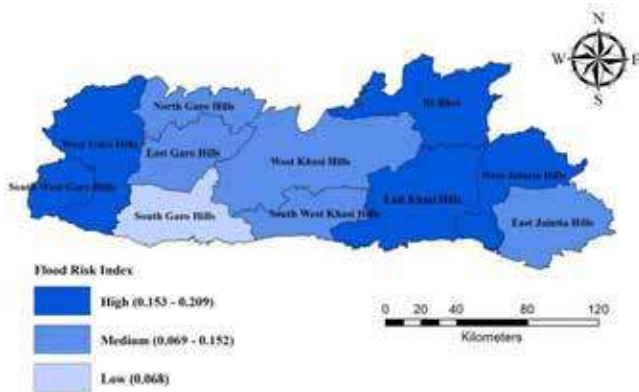 N
W E
S
North Garo Hills
Ri Bhoi
West Garo Hills
East Garo Hills
West Khasi Hills
West Jaintia Hills
South West Garo Hills
East Khasi Hills
South Garo Hills
South West Khasi Hills
East Jaintia Hills
Flood Risk Index
High (0.153 - 0.209)
Medium (0.069 - 0.152)
Low (0.068)
0 20 40 80 120
Kilometers